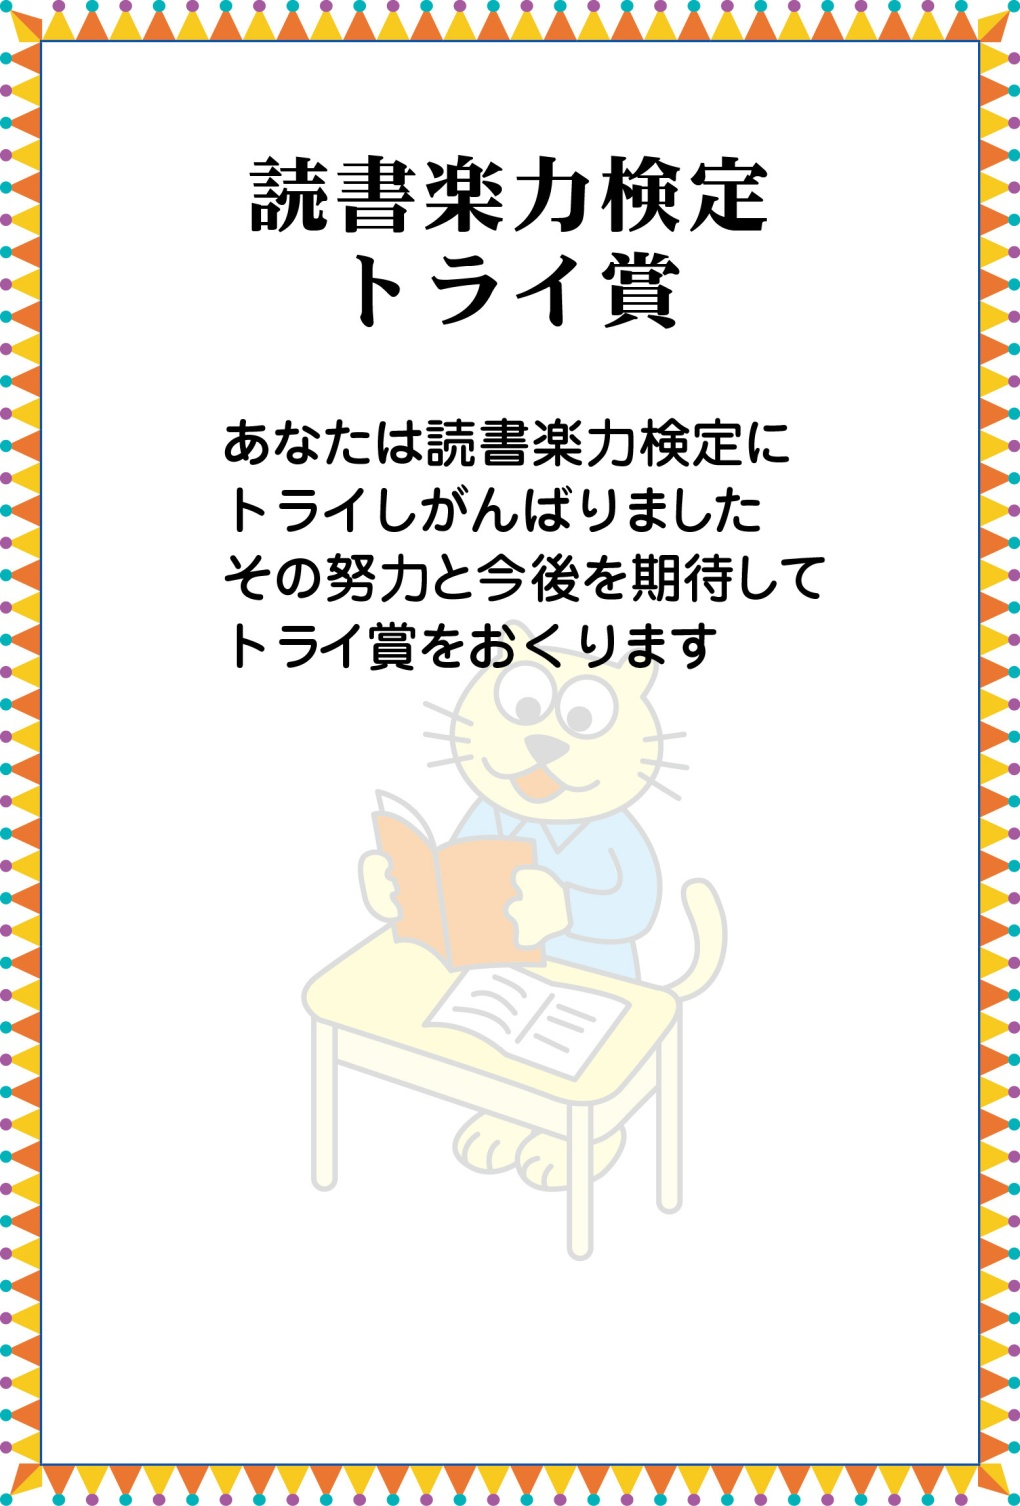 読書楽力検定
トライ賞
あなたは読書楽力検定に
トライしがんばりました
その努力と今後を期待して
トライ賞をおくります